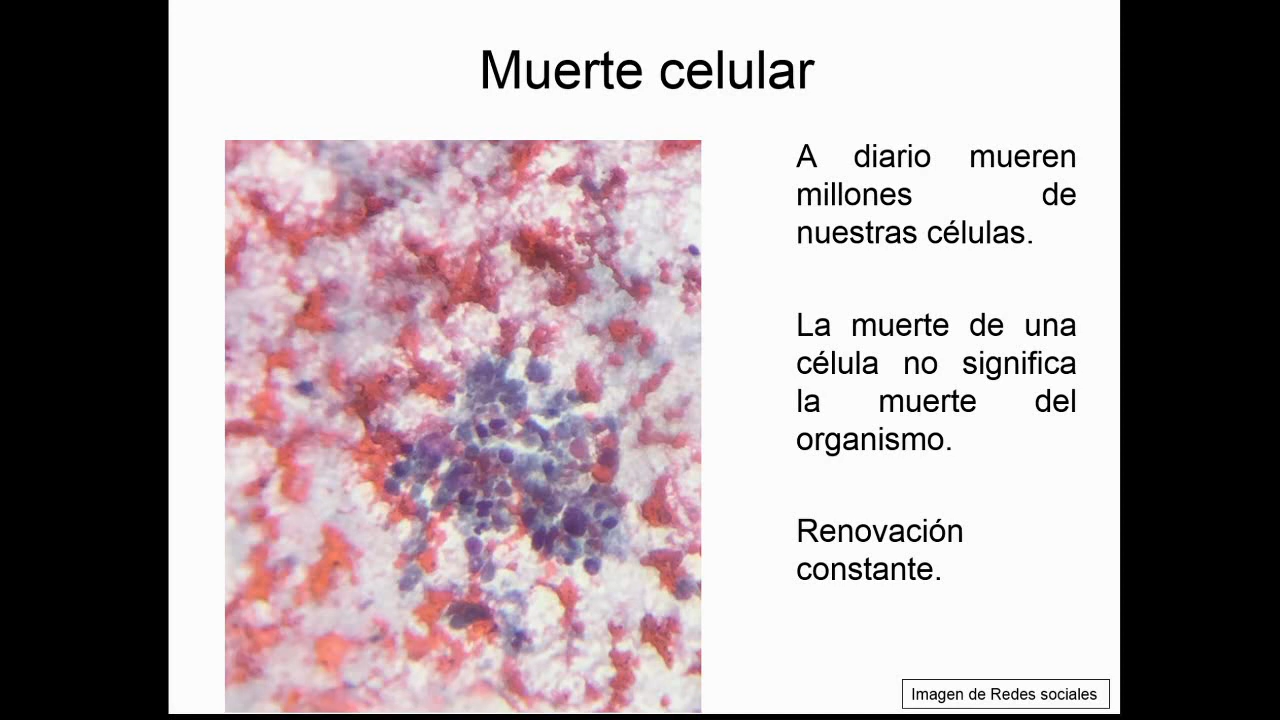 Muerte celular
A diario mueren
millones de
nuestras células.
La muerte de una
célula no significa
la muerte del
organismo.
Renovación
constante.
Imagen de Redes sociales